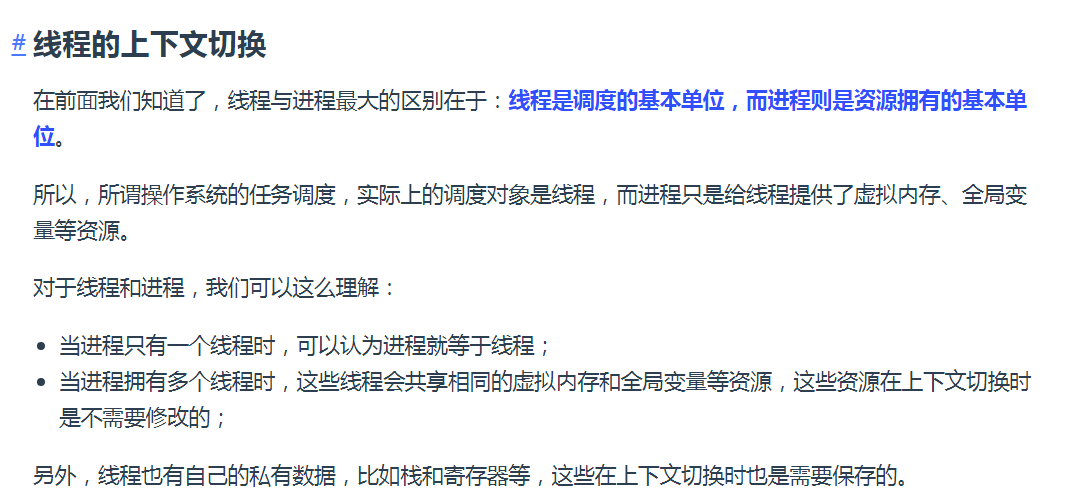 # 线程的上下文切换
在前面我们知道了，线程与进程最大的区别在于：线程是调度的基本单位，而进程则是资源拥有的基本单
位。
所以，所谓操作系统的任务调度，实际上的调度对象是线程，而进程只是给线程提供了虚拟内存、全局变
量等资源。
对于线程和进程，我们可以这么理解：
• 当进程只有一个线程时，可以认为进程就等于线程；
• 当进程拥有多个线程时，这些线程会共享相同的虚拟内存和全局变量等资源，这些资源在上下文切换时
是不需要修改的；
另外，线程也有自己的私有数据，比如栈和寄存器等，这些在上下文切换时也是需要保存的。